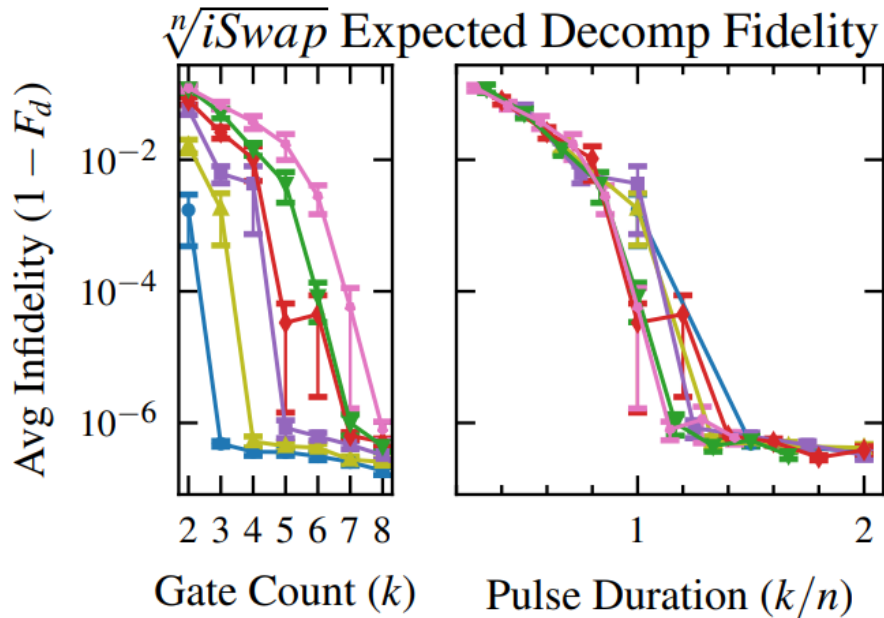 ⁿ√iSwap Expected Decomp Fidelity
Avg Infidelity (1 − F_d)
10⁻²
10⁻⁴
10⁻⁶
2 3 4 5 6 7 8
1 2
Gate Count (k)
Pulse Duration (k/n)